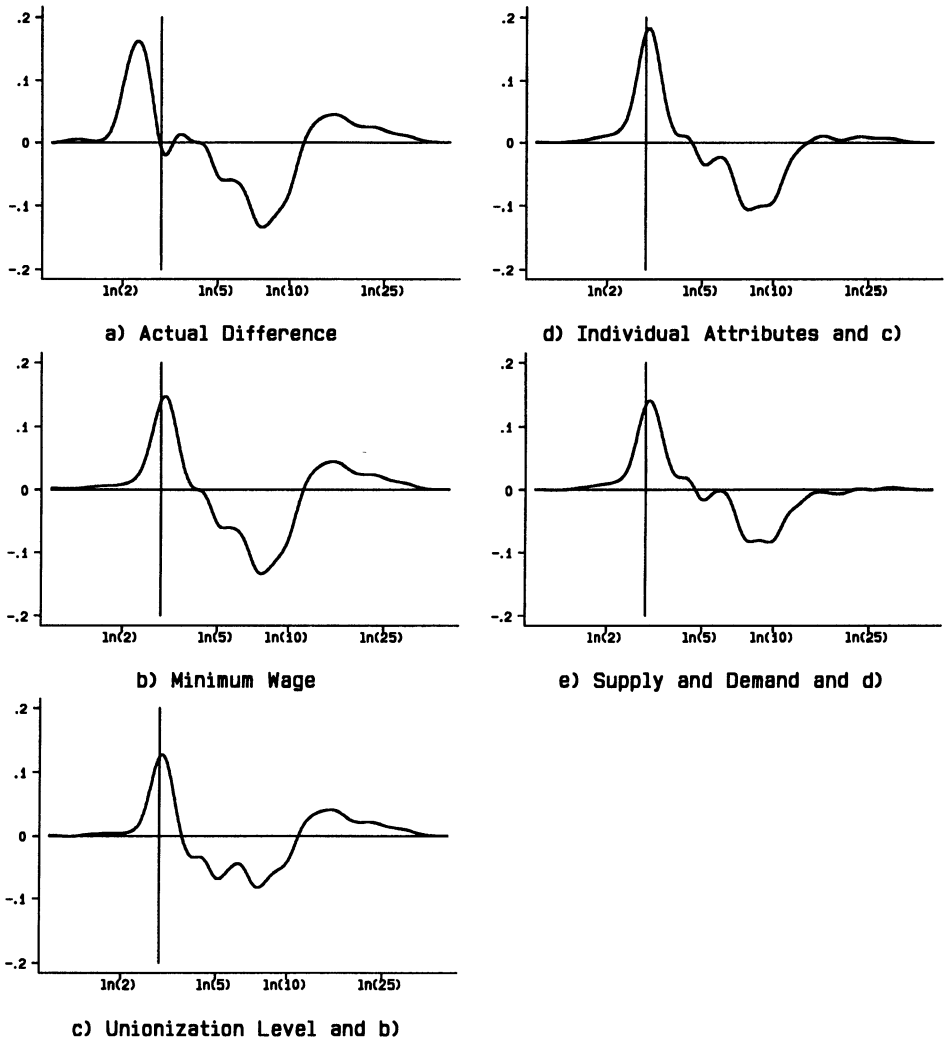 .2
.1
0
-.1
-.2
ln(2) ln(5) ln(10) ln(25)
a) Actual Difference
.2
.1
0
-.1
-.2
ln(2) ln(5) ln(10) ln(25)
d) Individual Attributes and c)
.2
.1
0
-.1
-.2
ln(2) ln(5) ln(10) ln(25)
b) Minimum Wage
.2
.1
0
-.1
-.2
ln(2) ln(5) ln(10) ln(25)
e) Supply and Demand and d)
.2
.1
0
-.1
-.2
ln(2) ln(5) ln(10) ln(25)
c) Unionization Level and b)